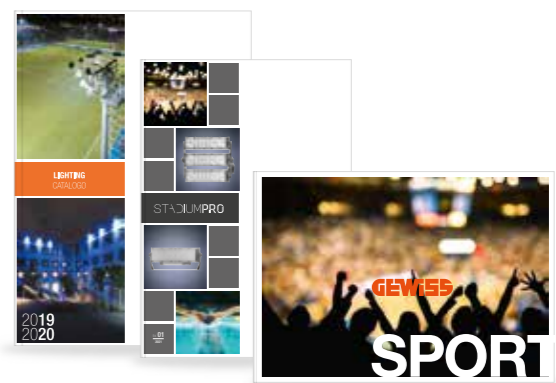 LIGHTING
CATALOGO
2019
2020
STADIUMPRO
01
GEWISS
SPORT